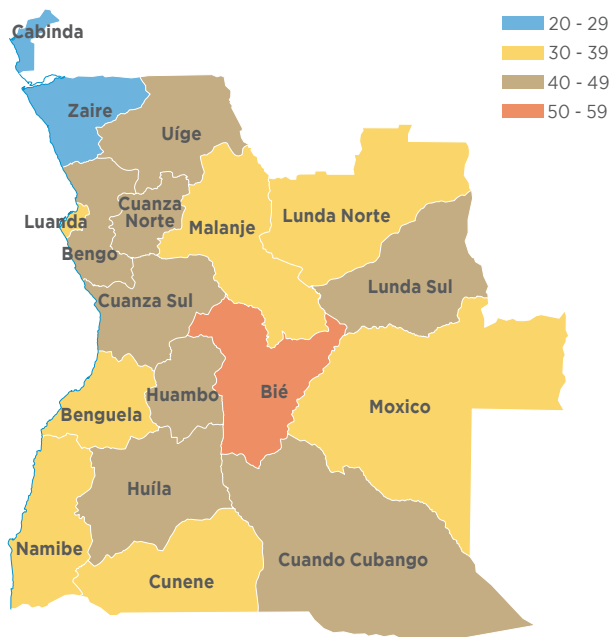 Cabinda
20 - 29
30 - 39
40 - 49
50 - 59
Zaire
Uíge
Cuanza
Norte
Luanda
Malanje
Lunda Norte
Bengo
Lunda Sul
Cuanza Sul
Huambo
Bié
Moxico
Benguela
Huíla
Namibe
Cunene
Cuando Cubango